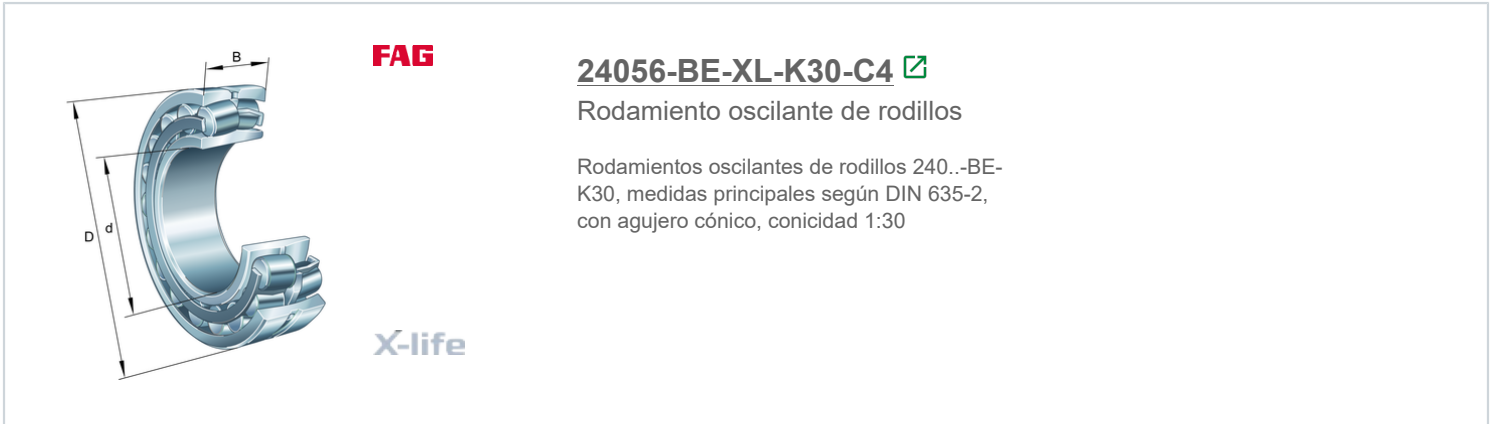 B
D
d
FAG
X-life
24056-BE-XL-K30-C4
Rodamiento oscilante de rodillos
Rodamientos oscilantes de rodillos 240..-BE-
K30, medidas principales según DIN 635-2,
con agujero cónico, conicidad 1:30